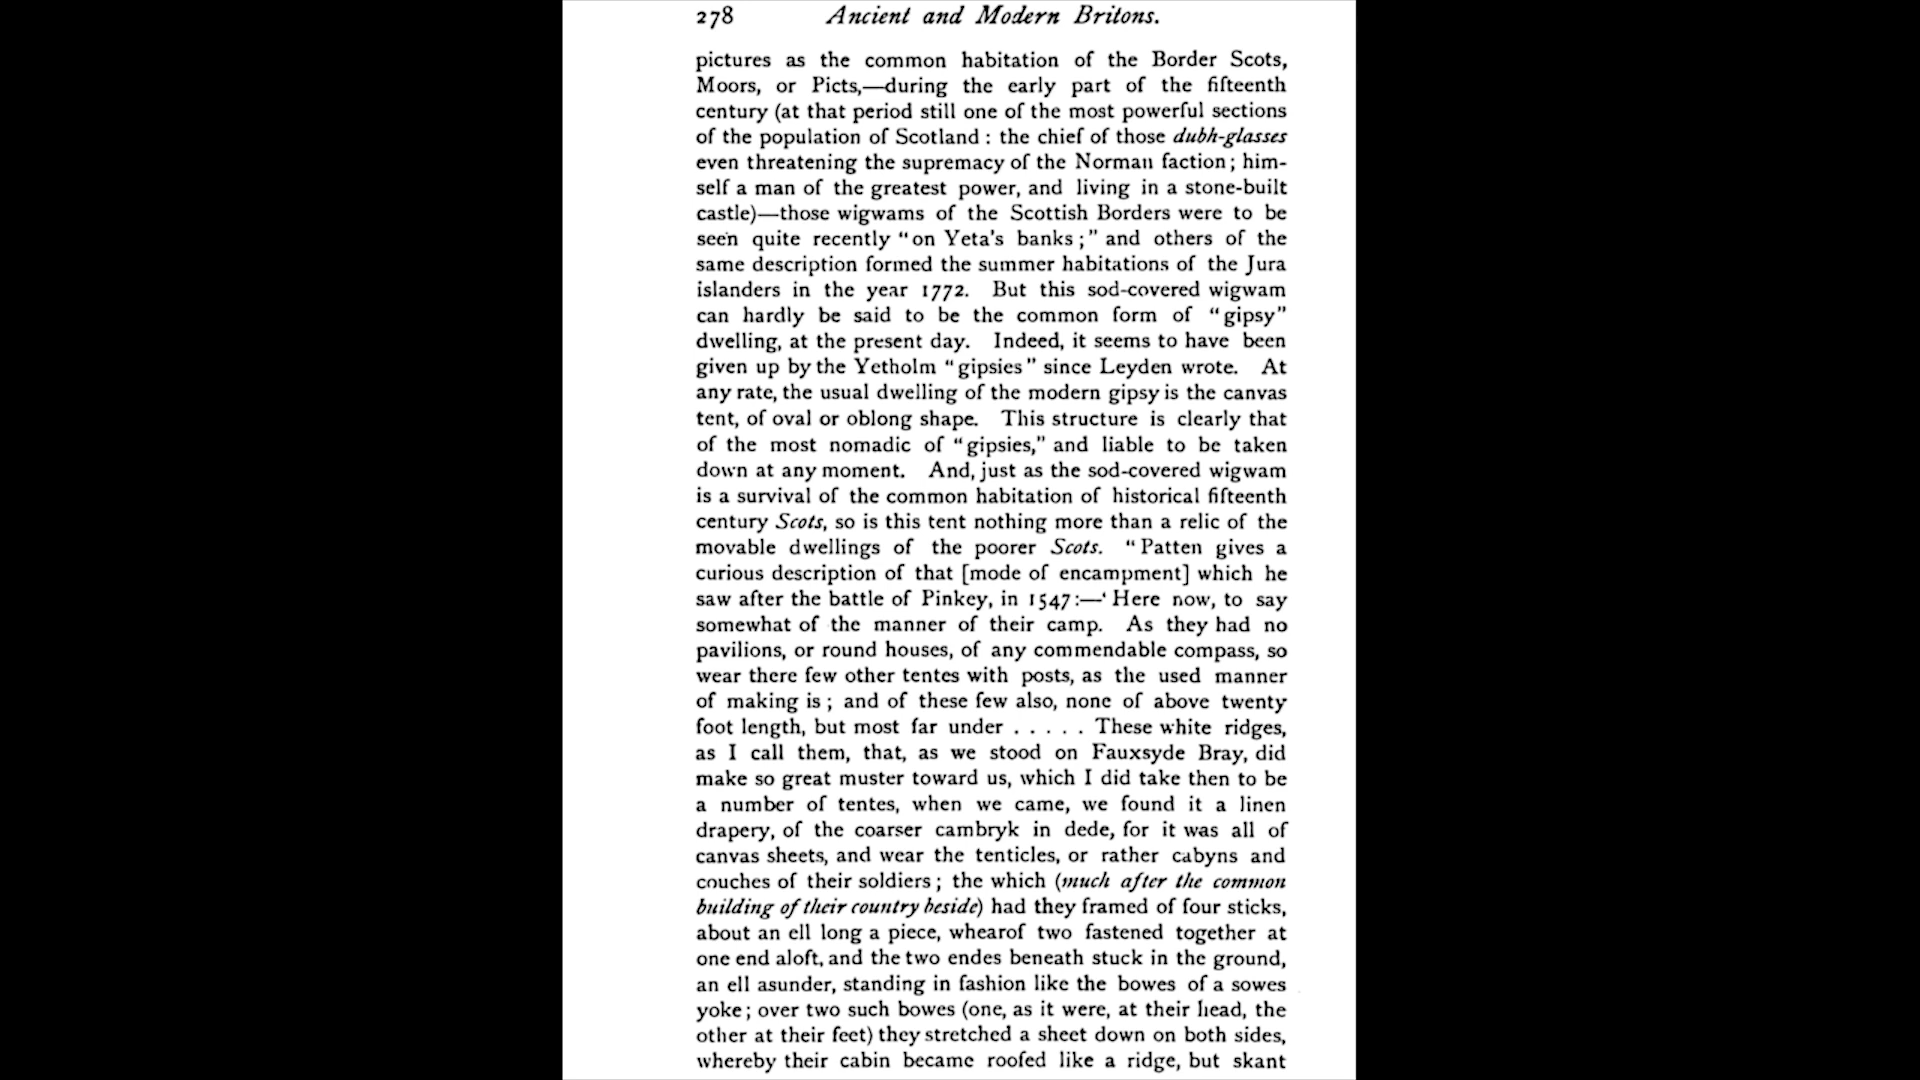 278 Ancient and Modern Britons.
pictures as the common habitation of the Border Scots,
Moors, or Picts,—during the early part of the fifteenth
century (at that period still one of the most powerful sections
of the population of Scotland : the chief of those dubh-glasses
even threatening the supremacy of the Norman faction; him-
self a man of the greatest power, and living in a stone-built
castle)—those wigwams of the Scottish Borders were to be
seen quite recently "on Yeta's banks;" and others of the
same description formed the summer habitations of the Jura
islanders in the year 1772. But this sod-covered wigwam
can hardly be said to be the common form of "gipsy"
dwelling, at the present day. Indeed, it seems to have been
given up by the Yetholm "gipsies" since Leyden wrote. At
any rate, the usual dwelling of the modern gipsy is the canvas
tent, of oval or oblong shape. This structure is clearly that
of the most nomadic of "gipsies," and liable to be taken
down at any moment. And, just as the sod-covered wigwam
is a survival of the common habitation of historical fifteenth
century Scots, so is this tent nothing more than a relic of the
movable dwellings of the poorer Scots. "Patten gives a
curious description of that [mode of encampment] which he
saw after the battle of Pinkey, in 1547:—'Here now, to say
somewhat of the manner of their camp. As they had no
pavilions, or round houses, of any commendable compass, so
wear there few other tentes with posts, as the used manner
of making is; and of these few also, none of above twenty
foot length, but most far under . . . . . These white ridges,
as I call them, that, as we stood on Fauxsyde Bray, did
make so great muster toward us, which I did take then to be
a number of tentes, when we came, we found it a linen
drapery, of the coarser cambryk in dede, for it was all of
canvas sheets, and wear the tenticles, or rather cabyns and
couches of their soldiers; the which (much after the common
building of their country beside) had they framed of four sticks,
about an ell long a piece, whearof two fastened together at
one end aloft, and the two endes beneath stuck in the ground,
an ell asunder, standing in fashion like the bowes of a sowes
yoke; over two such bowes (one, as it were, at their head, the
other at their feet) they stretched a sheet down on both sides,
whereby their cabin became roofed like a ridge, but skant